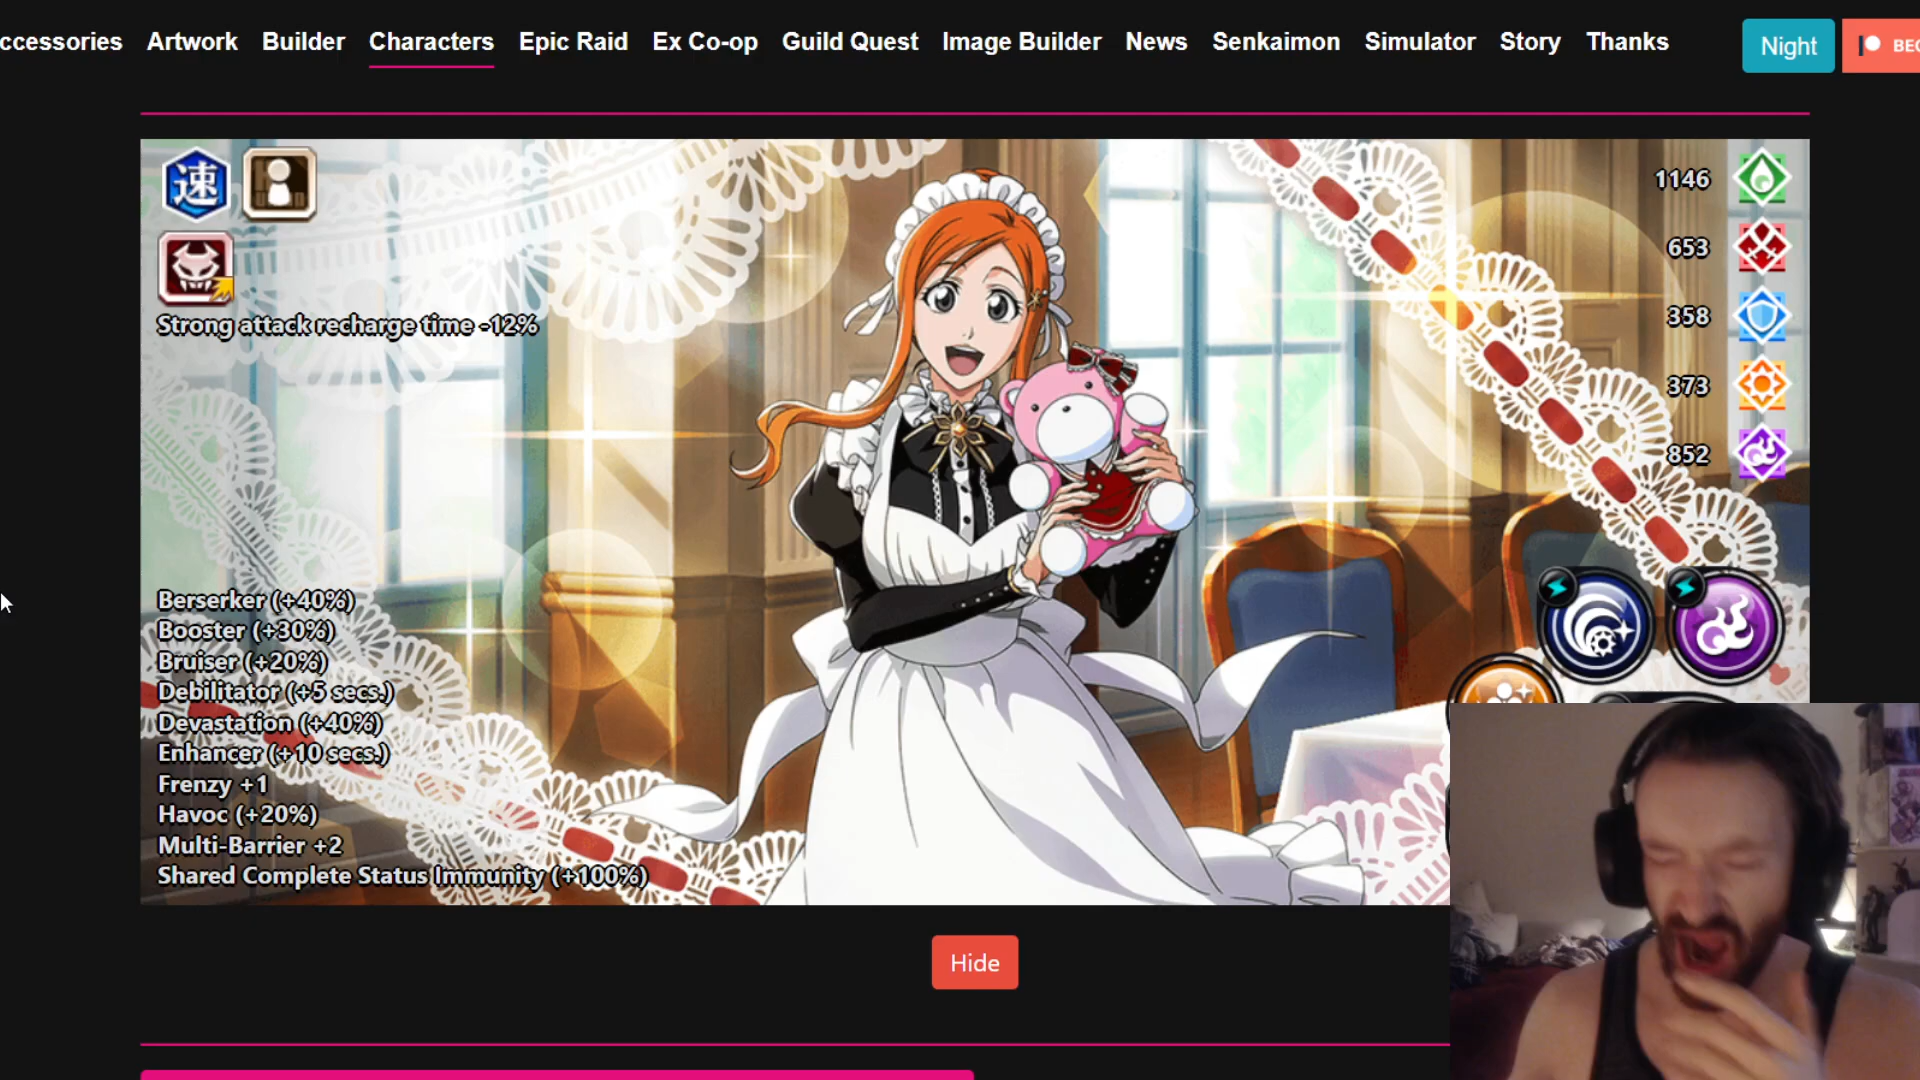 ccessories Artwork Builder Characters Epic Raid Ex Co-op Guild Quest Image Builder News Senkaimon Simulator Story Thanks Night BEC
速
Strong attack recharge time -12%
1146
653
358
373
852
Berserker (+40%)
Booster (+30%)
Bruiser (+20%)
Debilitator (+5 secs.)
Devastation (+40%)
Enhancer (+10 secs.)
Frenzy +1
Havoc (+20%)
Multi-Barrier +2
Shared Complete Status Immunity (+100%)
Hide